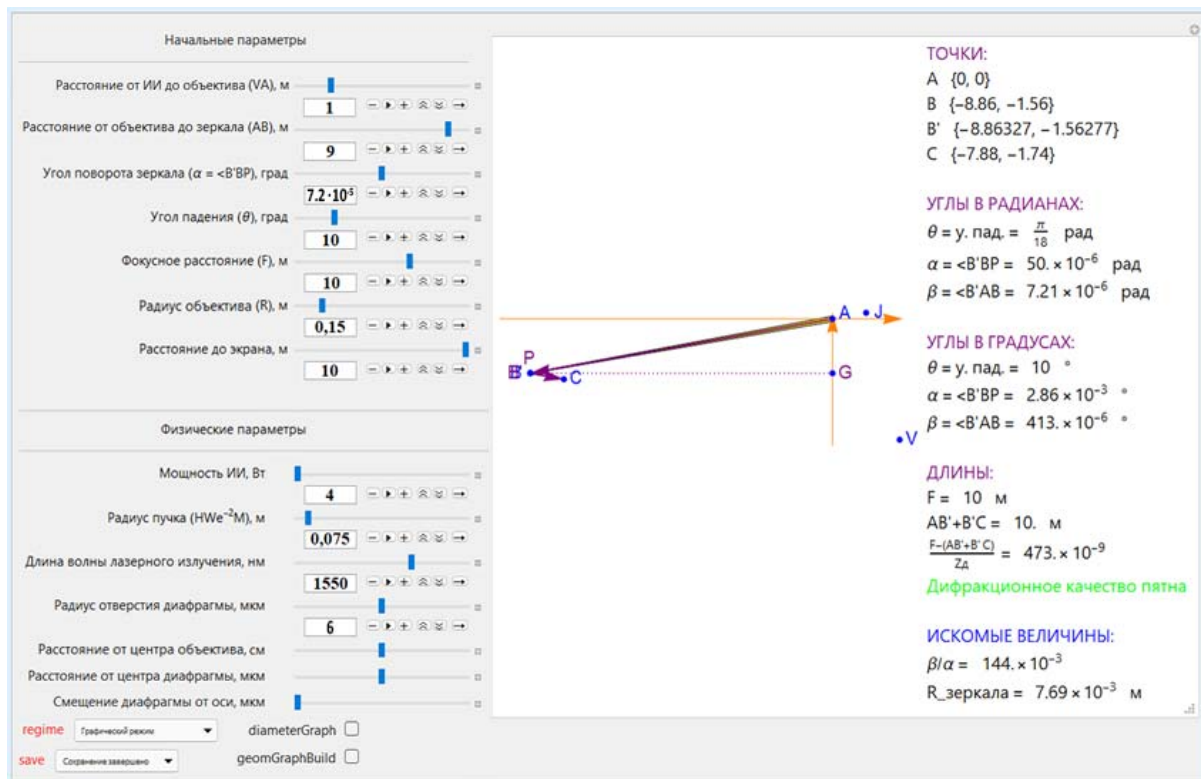 Начальные параметры
Расстояние от ИИ до объектива (VA), м
1
Расстояние от объектива до зеркала (AB), м
9
Угол поворота зеркала (α = <B'BP), град
7.2·10⁻⁵
Угол падения (θ), град
10
Фокусное расстояние (F), м
10
Радиус объектива (R), м
0,15
Расстояние до экрана, м
10
Физические параметры
Мощность ИИ, Вт
4
Радиус пучка (HWe⁻²M), м
0,075
Длина волны лазерного излучения, нм
1550
Радиус отверстия диафрагмы, мкм
6
Расстояние от центра объектива, см
Расстояние от центра диафрагмы, мкм
Смещение диафрагмы от оси, мкм
regime Графический режим diameterGraph
save Сохранение завершено geomGraphBuild
A J
P
C G
V
ТОЧКИ:
A {0, 0}
B {−8.86, −1.56}
B' {−8.86327, −1.56277}
C {−7.88, −1.74}
УГЛЫ В РАДИАНАХ:
θ = у. пад. = π/18 рад
α = <B'BP = 50. × 10⁻⁶ рад
β = <B'AB = 7.21 × 10⁻⁶ рад
УГЛЫ В ГРАДУСАХ:
θ = у. пад. = 10 °
α = <B'BP = 2.86 × 10⁻³ °
β = <B'AB = 413. × 10⁻⁶ °
ДЛИНЫ:
F = 10 м
AB'+B'C = 10. м
F−(AB'+B'C)/Zд = 473. × 10⁻⁹
Дифракционное качество пятна
ИСКОМЫЕ ВЕЛИЧИНЫ:
β/α = 144. × 10⁻³
R_зеркала = 7.69 × 10⁻³ м